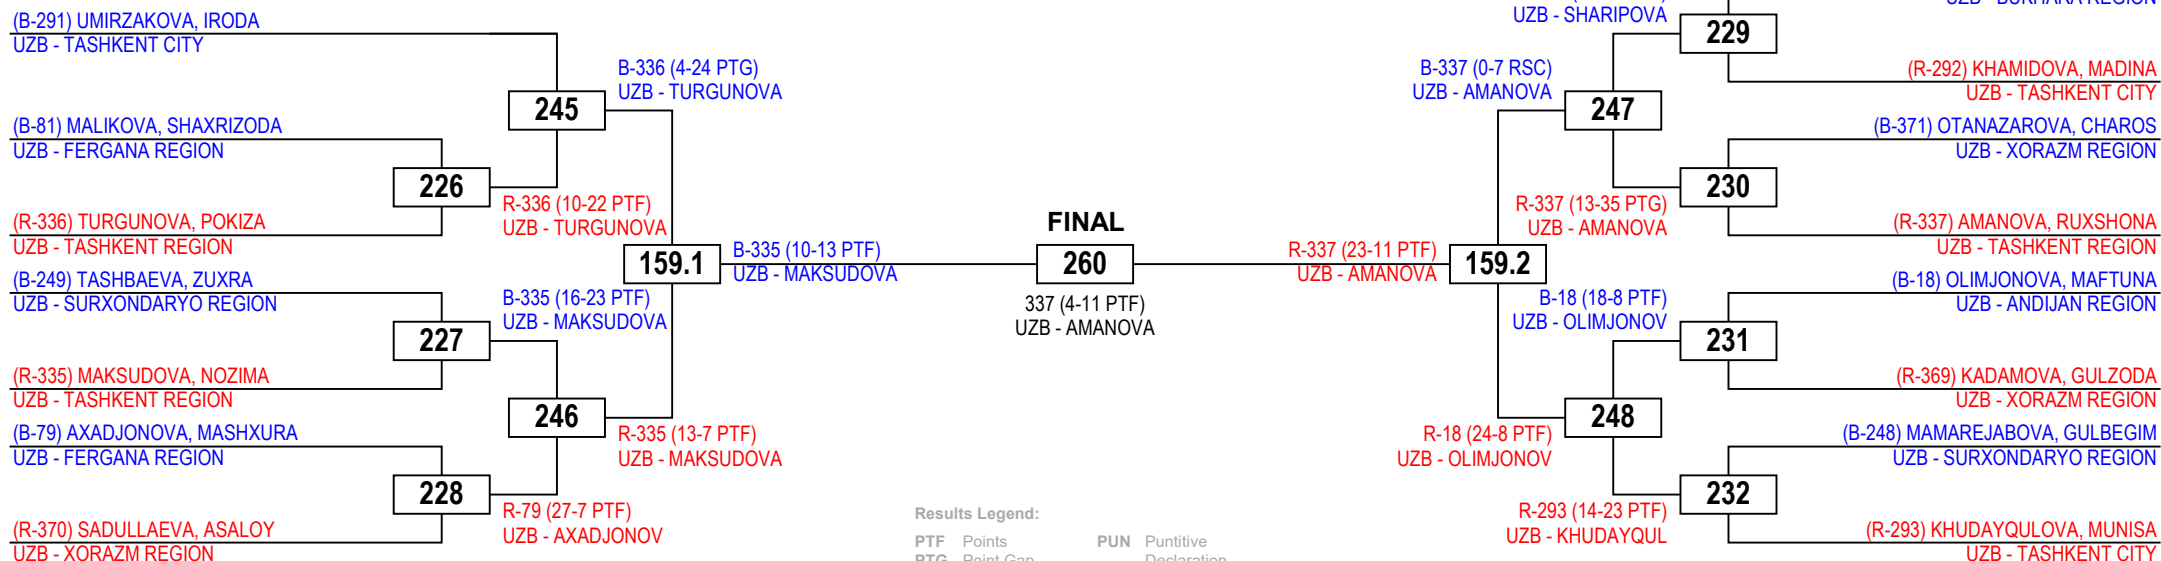 (B-291) UMIRZAKOVA, IRODA
UZB - TASHKENT CITY
B-336 (4-24 PTG)
UZB - TURGUNOVA
245
(B-81) MALIKOVA, SHAXRIZODA
UZB - FERGANA REGION
226
R-336 (10-22 PTF)
UZB - TURGUNOVA
(R-336) TURGUNOVA, POKIZA
UZB - TASHKENT REGION
159.1
B-335 (10-13 PTF)
UZB - MAKSUDOVA
(B-249) TASHBAEVA, ZUXRA
UZB - SURXONDARYO REGION
B-335 (16-23 PTF)
UZB - MAKSUDOVA
227
(R-335) MAKSUDOVA, NOZIMA
UZB - TASHKENT REGION
246
R-335 (13-7 PTF)
UZB - MAKSUDOVA
(B-79) AXADJONOVA, MASHXURA
UZB - FERGANA REGION
228
R-79 (27-7 PTF)
UZB - AXADJONOV
(R-370) SADULLAEVA, ASALOY
UZB - XORAZM REGION
FINAL
260
337 (4-11 PTF)
UZB - AMANOVA
Results Legend:
PTF Points
PUN Puntitive
PTG Point Gap
Declaration
UZB - SHARIPOVA
229
B-337 (0-7 RSC)
UZB - AMANOVA
247
(R-292) KHAMIDOVA, MADINA
UZB - TASHKENT CITY
(B-371) OTANAZAROVA, CHAROS
UZB - XORAZM REGION
230
R-337 (13-35 PTG)
UZB - AMANOVA
(R-337) AMANOVA, RUXSHONA
UZB - TASHKENT REGION
R-337 (23-11 PTF)
UZB - AMANOVA
159.2
(B-18) OLIMJONOVA, MAFTUNA
UZB - ANDIJAN REGION
B-18 (18-8 PTF)
UZB - OLIMJONOV
231
(R-369) KADAMOVA, GULZODA
UZB - XORAZM REGION
248
R-18 (24-8 PTF)
UZB - OLIMJONOV
(B-248) MAMAREJABOVA, GULBEGIM
UZB - SURXONDARYO REGION
232
R-293 (14-23 PTF)
UZB - KHUDAYQUL
(R-293) KHUDAYQULOVA, MUNISA
UZB - TASHKENT CITY